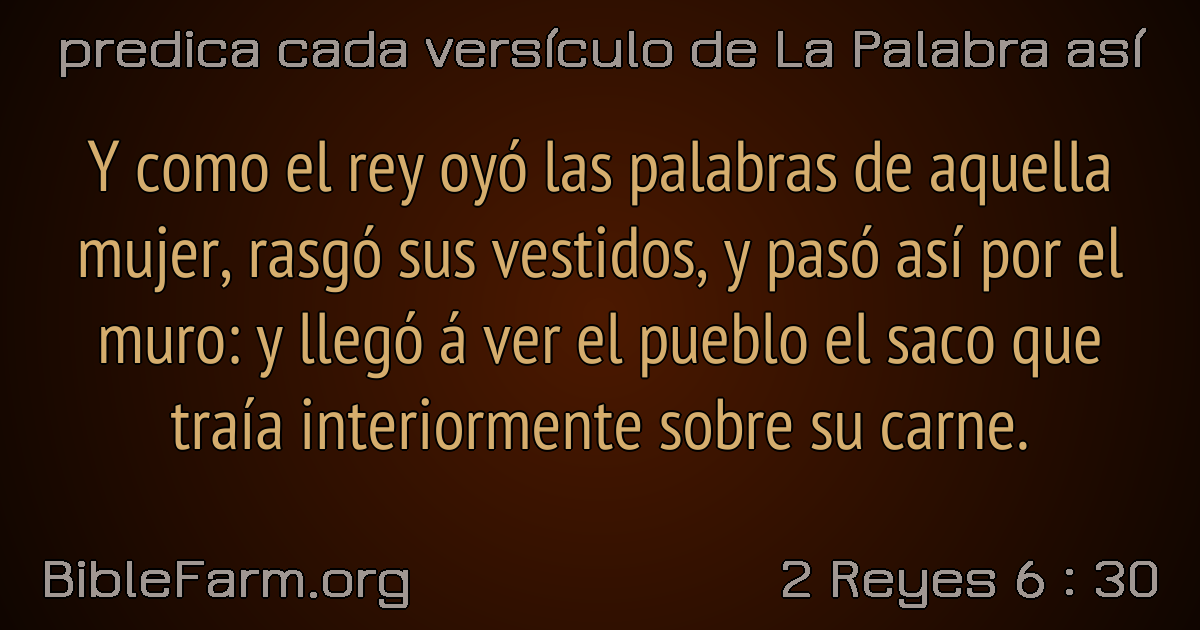 predica cada versículo de La Palabra así
Y como el rey oyó las palabras de aquella
mujer, rasgó sus vestidos, y pasó así por el
muro: y llegó á ver el pueblo el saco que
traía interiormente sobre su carne.
BibleFarm.org
2 Reyes 6 : 30